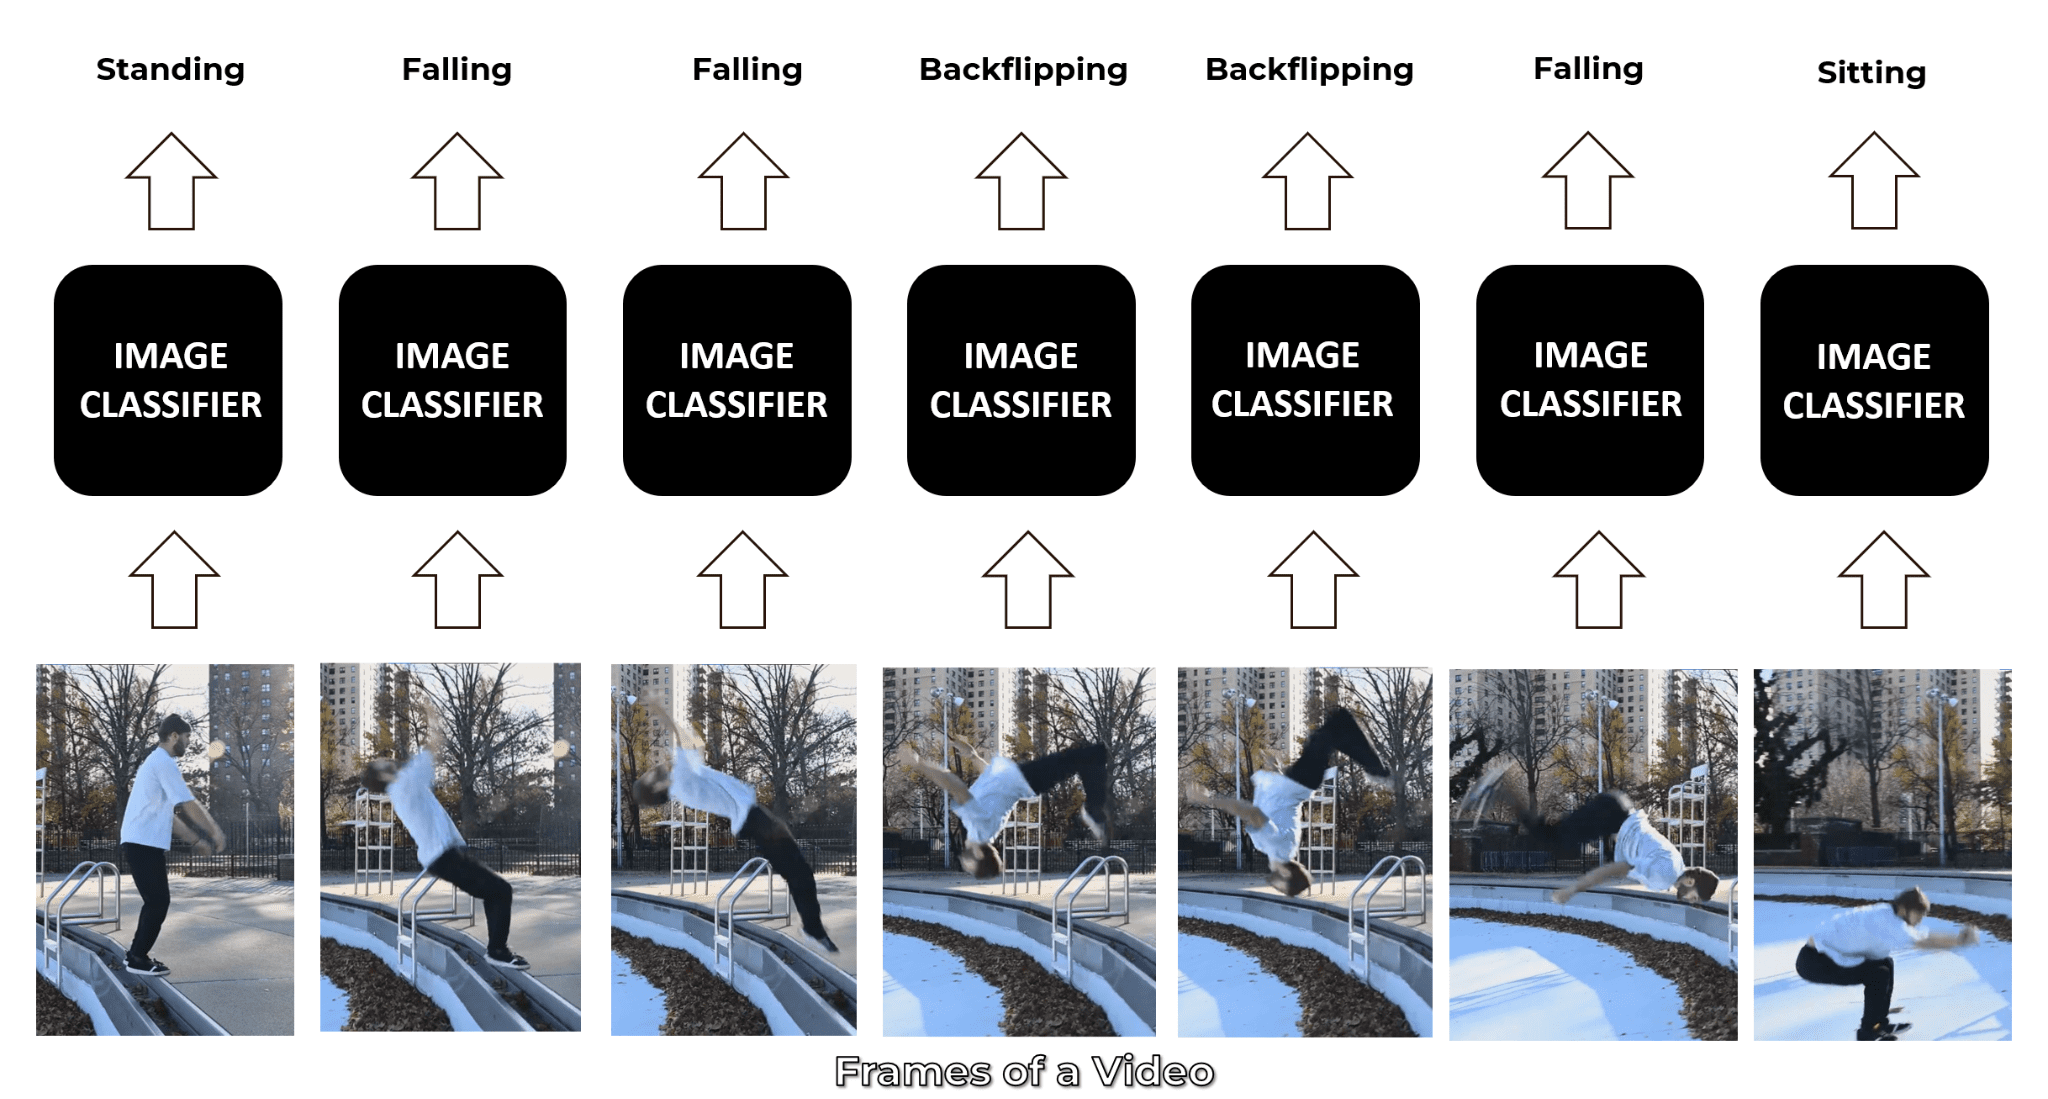 Standing
Falling
Falling
Backflipping
Backflipping
Falling
Sitting
IMAGE
CLASSIFIER
IMAGE
CLASSIFIER
IMAGE
CLASSIFIER
IMAGE
CLASSIFIER
IMAGE
CLASSIFIER
IMAGE
CLASSIFIER
IMAGE
CLASSIFIER
Frames of a Video